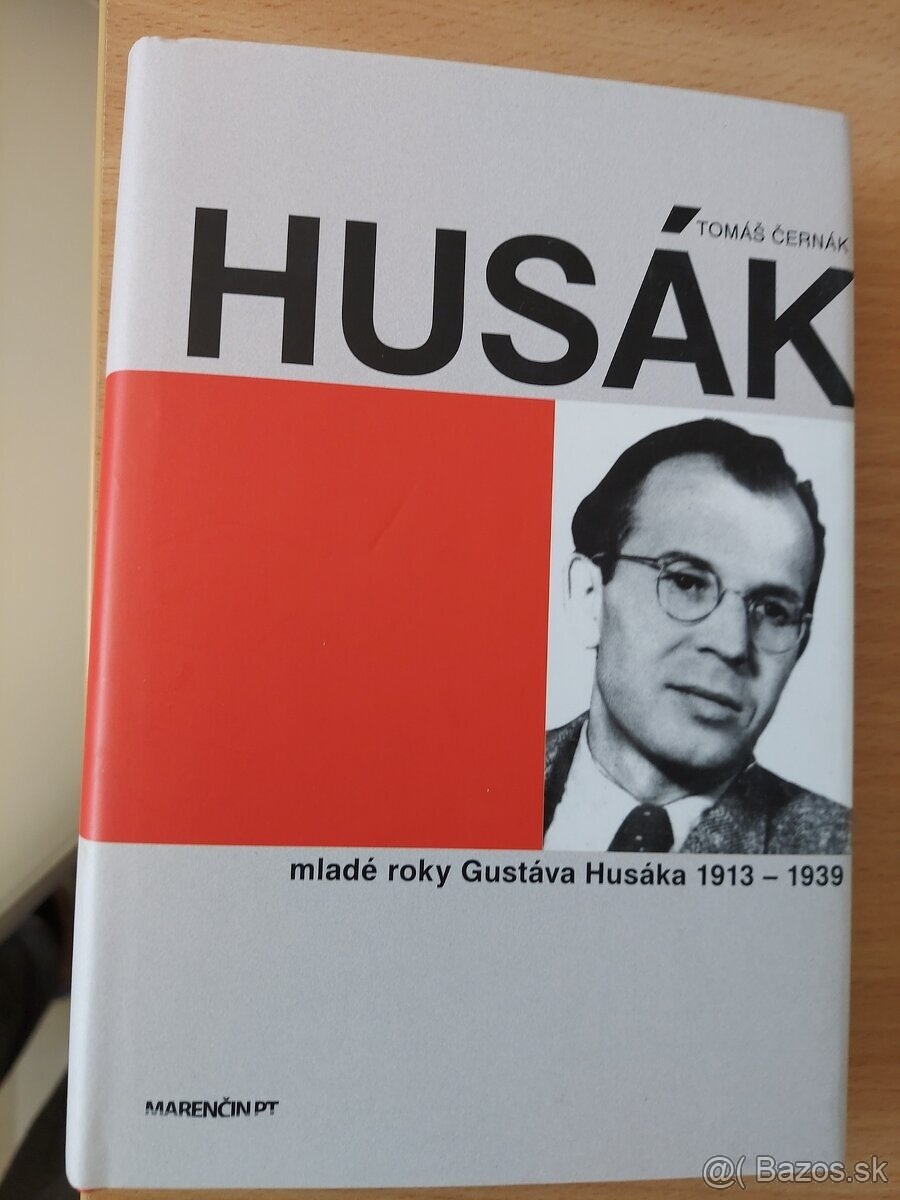 TOMÁŠ ČERNÁK
HUSÁK
mladé roky Gustáva Husáka 1913 – 1939
MARENČIN PT
@( Bazos.sk